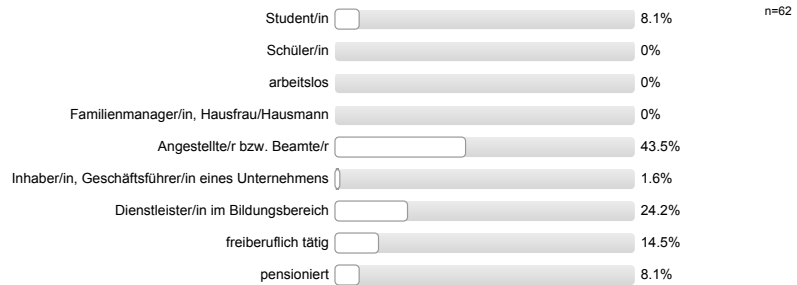 Student/in 8.1% n=62
Schüler/in 0%
arbeitslos 0%
Familienmanager/in, Hausfrau/Hausmann 0%
Angestellte/r bzw. Beamte/r 43.5%
Inhaber/in, Geschäftsführer/in eines Unternehmens 1.6%
Dienstleister/in im Bildungsbereich 24.2%
freiberuflich tätig 14.5%
pensioniert 8.1%